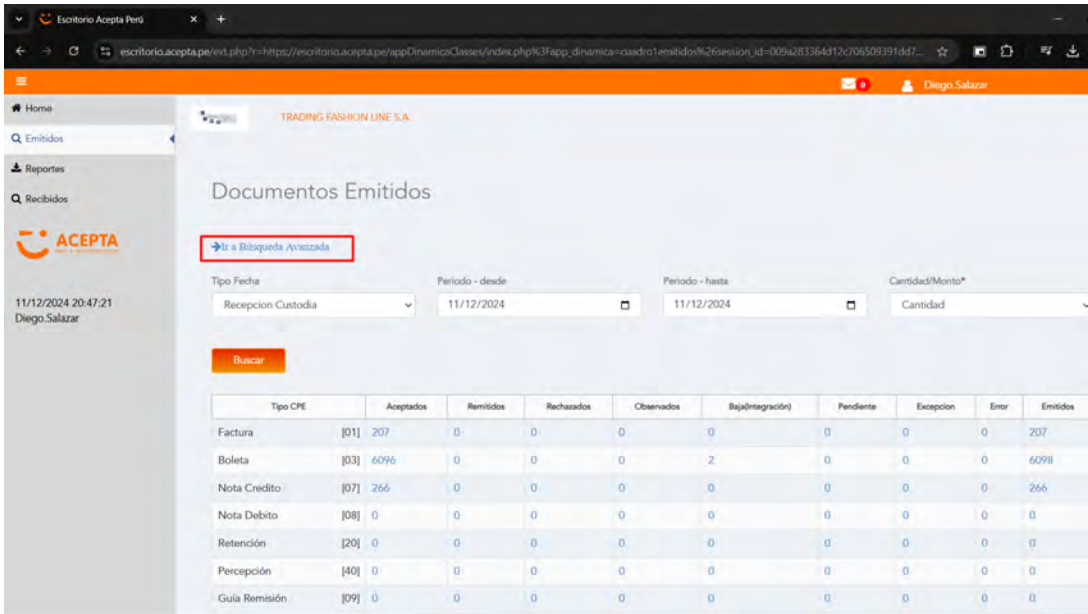 Escritorio Acepta Perú
escritorio.acepta.pe/ext.php?r=https://escritorio.acepta.pe/appDinamicaClasses/index.php%3Fapp_dinamica=cuadro1emitidos%26session_id=009a283364d12c706509391dd7...
0 Diego.Salazar
Home
TRADING FASHION LINE S.A.
Emitidos
Reportes
Recibidos
Documentos Emitidos
ACEPTA
Ir a Búsqueda Avanzada
Tipo Fecha Periodo - desde Periodo - hasta Cantidad/Monto*
Recepcion Custodia 11/12/2024 11/12/2024 Cantidad
11/12/2024 20:47:21
Diego.Salazar
Buscar
Tipo CPE Aceptados Remitidos Rechazados Observados Baja(Integración) Pendiente Excepcion Error Emitidos
Factura [01] 207 0 0 0 0 0 0 0 207
Boleta [03] 6096 0 0 0 2 0 0 0 6098
Nota Credito [07] 266 0 0 0 0 0 0 0 266
Nota Debito [08] 0 0 0 0 0 0 0 0 0
Retención [20] 0 0 0 0 0 0 0 0 0
Percepción [40] 0 0 0 0 0 0 0 0 0
Guia Remisión [09] 0 0 0 0 0 0 0 0 0